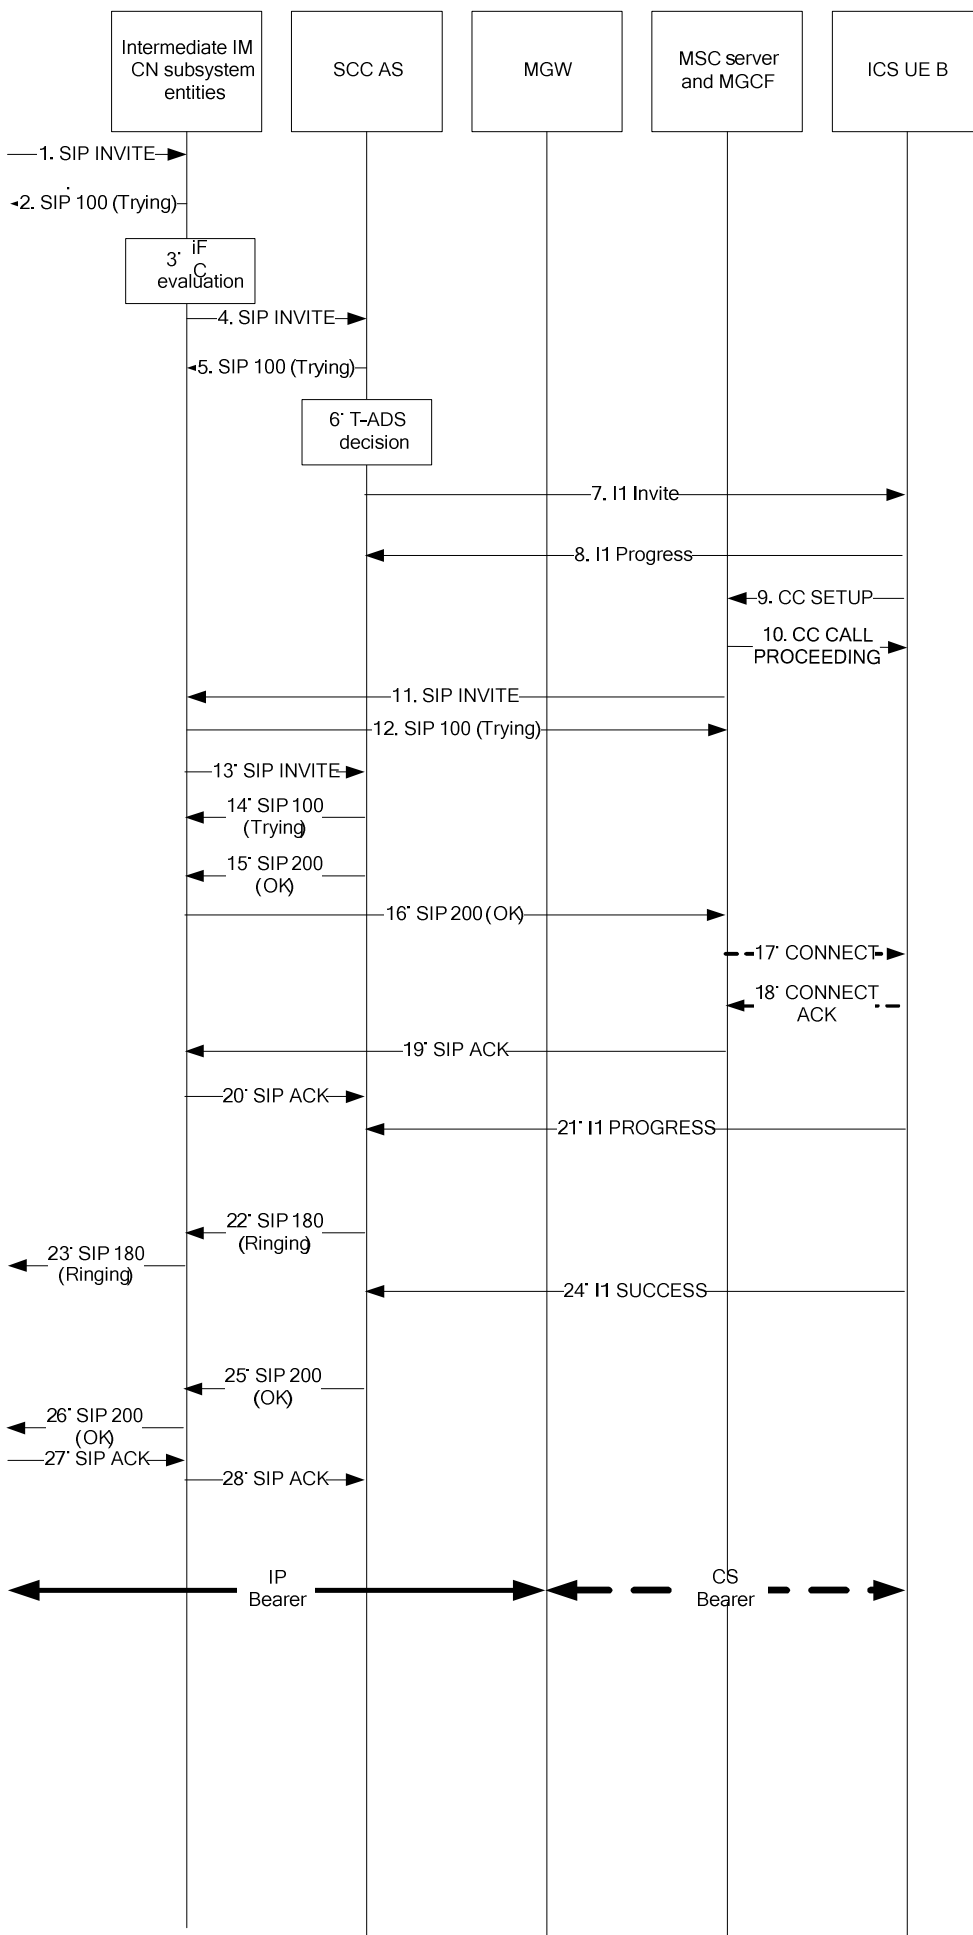 Intermediate IM
CN subsystem
entities
SCC AS
MGW
MSC server
and MGCF
ICS UE B
1. SIP INVITE
2. SIP 100 (Trying)
3. iF
C
evaluation
4. SIP INVITE
5. SIP 100 (Trying)
6. T-ADS
decision
7. I1 Invite
8. I1 Progress
9. CC SETUP
10. CC CALL
PROCEEDING
11. SIP INVITE
12. SIP 100 (Trying)
13. SIP INVITE
14. SIP 100
(Trying)
15. SIP 200
(OK)
16. SIP 200 (OK)
17. CONNECT
18. CONNECT
ACK
19. SIP ACK
20. SIP ACK
21. I1 PROGRESS
22. SIP 180
(Ringing)
23. SIP 180
(Ringing)
24. I1 SUCCESS
25. SIP 200
(OK)
26. SIP 200
(OK)
27. SIP ACK
28. SIP ACK
IP
Bearer
CS
Bearer